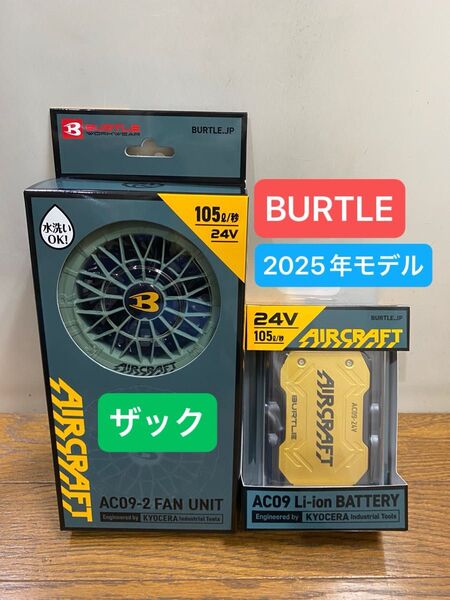 BURTLE
WORKWEAR
BURTLE.JP
水洗い
OK!
105ℓ/秒
24V
B
AIRCRAFT
AIRCRAFT
ザック
AC09-2 FAN UNIT
Engineered by KYOCERA Industrial Tools
BURTLE
2025年モデル
BURTLE.JP
24V
105ℓ/秒
AIRCRAFT
AIRCRAFT
BURTLE
AC09-24V
AC09 Li-ion BATTERY
Engineered by KYOCERA Industrial Tools